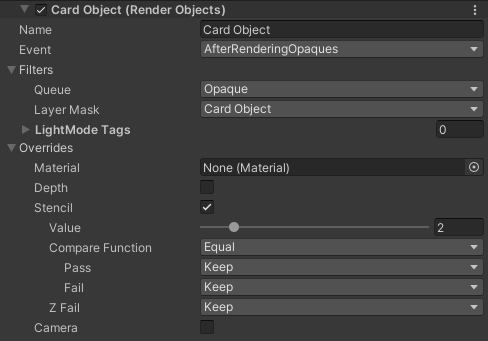 Card Object (Render Objects)
Name Card Object
Event AfterRenderingOpaques
Filters
Queue Opaque
Layer Mask Card Object
LightMode Tags 0
Overrides
Material None (Material)
Depth
Stencil
Value 2
Compare Function Equal
Pass Keep
Fail Keep
Z Fail Keep
Camera